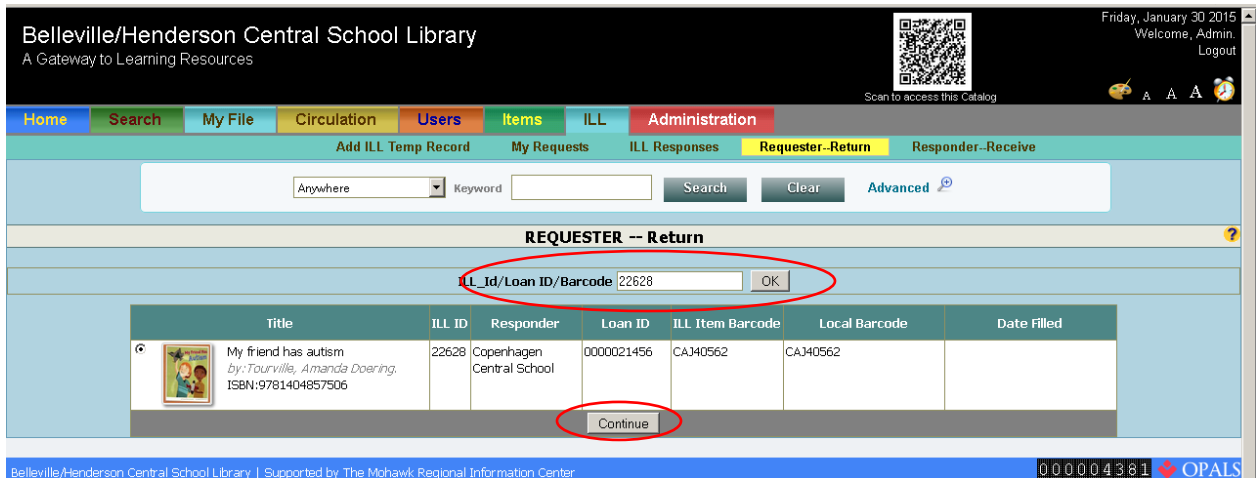 Belleville/Henderson Central School Library
A Gateway to Learning Resources
Friday, January 30 2015
Welcome, Admin.
Logout
Scan to access this Catalog
A A A
Home Search My File Circulation Users Items ILL Administration
Add ILL Temp Record My Requests ILL Responses Requester--Return Responder--Receive
Anywhere Keyword Search Clear Advanced
REQUESTER -- Return ?
ILL_Id/Loan ID/Barcode 22628 OK
Title ILL ID Responder Loan ID ILL Item Barcode Local Barcode Date Filled
My friend has autism 22628 Copenhagen 0000021456 CAJ40562 CAJ40562
by:Tourville, Amanda Doering. Central School
ISBN:9781404857506
Continue
Belleville/Henderson Central School Library | Supported by The Mohawk Regional Information Center 000004381 OPALS